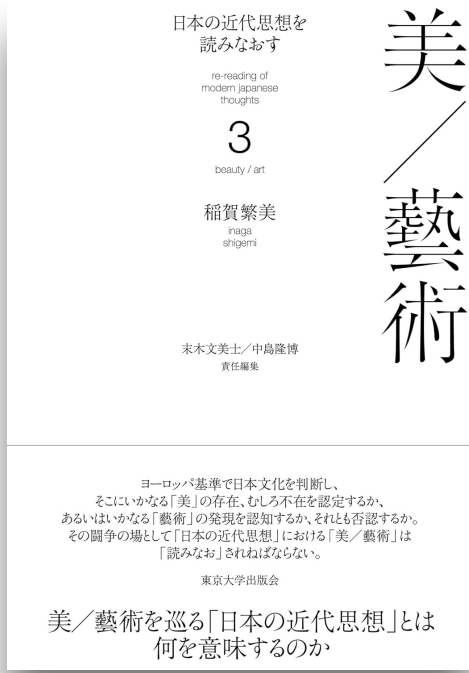 美／藝術
日本の近代思想を
読みなおす
re-reading of
modern japanese
thoughts
3
beauty / art
稲賀繁美
inaga
shigemi
末木文美士／中島隆博
責任編集
ヨーロッパ基準で日本文化を判断し、
そこにいかなる「美」の存在、むしろ不在を認定するか、
あるいはいかなる「藝術」の発現を認知するか、それとも否認するか。
その闘争の場として「日本の近代思想」における「美／藝術」は
「読みなお」されねばならない。
東京大学出版会
美／藝術を巡る「日本の近代思想」とは
何を意味するのか